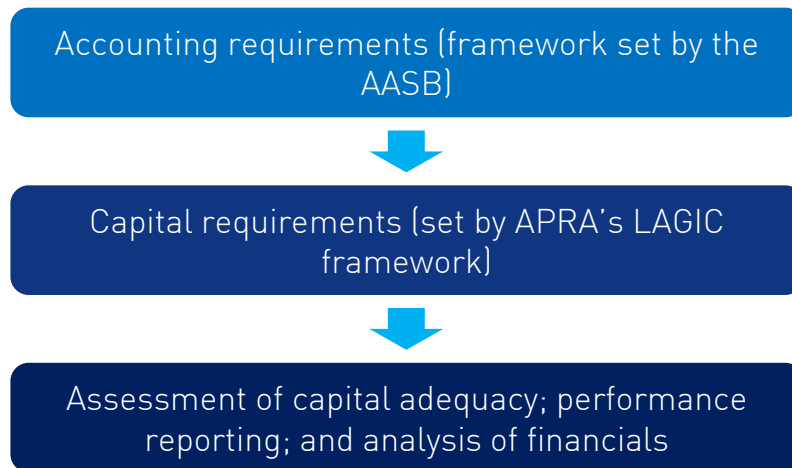 Accounting requirements (framework set by the
AASB)
Capital requirements (set by APRA’s LAGIC
framework)
Assessment of capital adequacy; performance
reporting; and analysis of financials